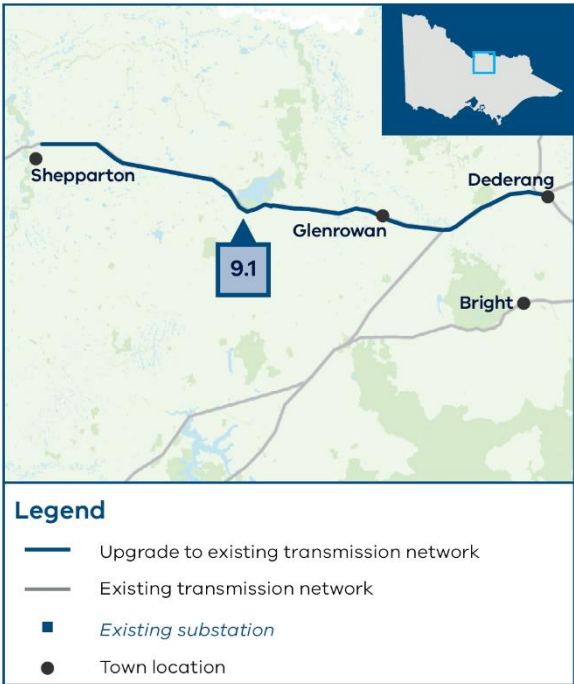 Shepparton
Dederang
Glenrowan
9.1
Bright
Legend
Upgrade to existing transmission network
Existing transmission network
Existing substation
Town location